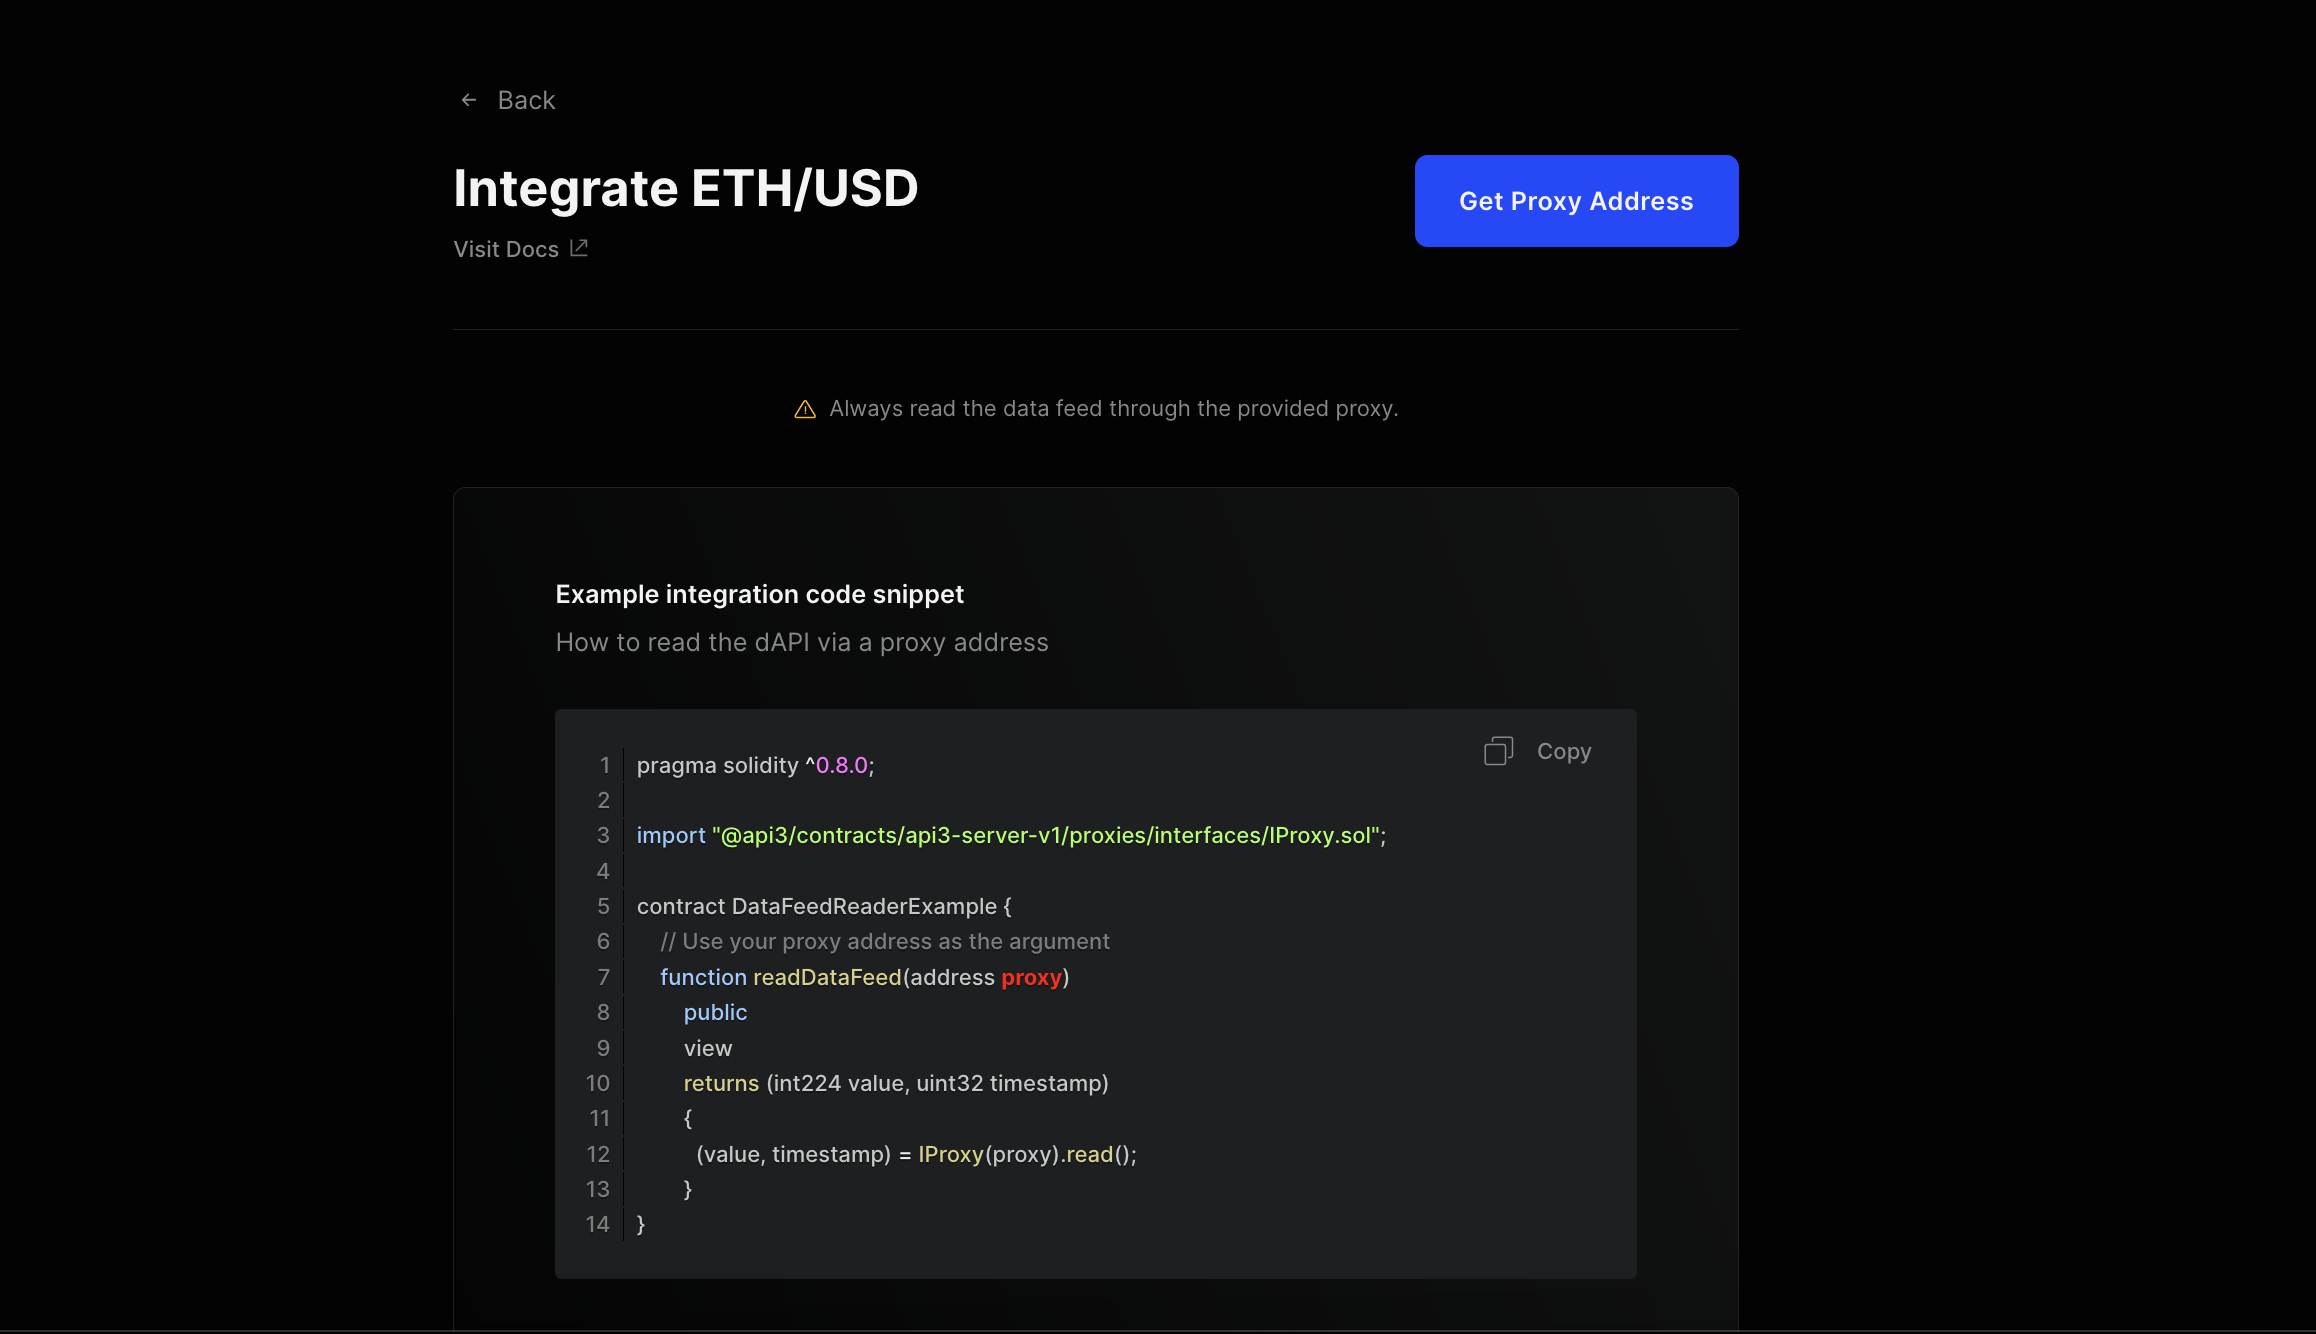 Back
Integrate ETH/USD
Get Proxy Address
Visit Docs
Always read the data feed through the provided proxy.
Example integration code snippet
How to read the dAPI via a proxy address
Copy
1 pragma solidity ^0.8.0;
2
3 import "@api3/contracts/api3-server-v1/proxies/interfaces/IProxy.sol";
4
5 contract DataFeedReaderExample {
6 // Use your proxy address as the argument
7 function readDataFeed(address proxy)
8 public
9 view
10 returns (int224 value, uint32 timestamp)
11 {
12 (value, timestamp) = IProxy(proxy).read();
13 }
14 }